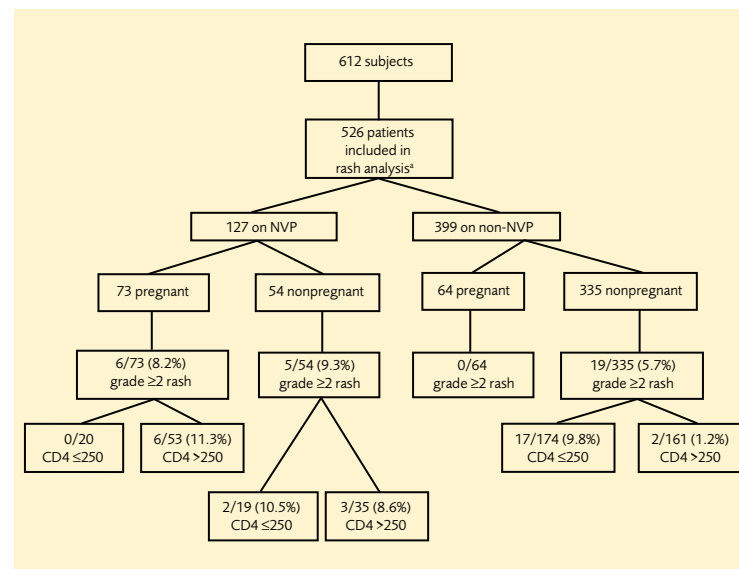 612 subjects
526 patients
included in
rash analysisᵃ
127 on NVP
399 on non-NVP
73 pregnant
54 nonpregnant
64 pregnant
335 nonpregnant
6/73 (8.2%)
grade ≥2 rash
5/54 (9.3%)
grade ≥2 rash
0/64
grade ≥2 rash
19/335 (5.7%)
grade ≥2 rash
0/20
CD4 ≤250
6/53 (11.3%)
CD4 >250
17/174 (9.8%)
CD4 ≤250
2/161 (1.2%)
CD4 >250
2/19 (10.5%)
CD4 ≤250
3/35 (8.6%)
CD4 >250